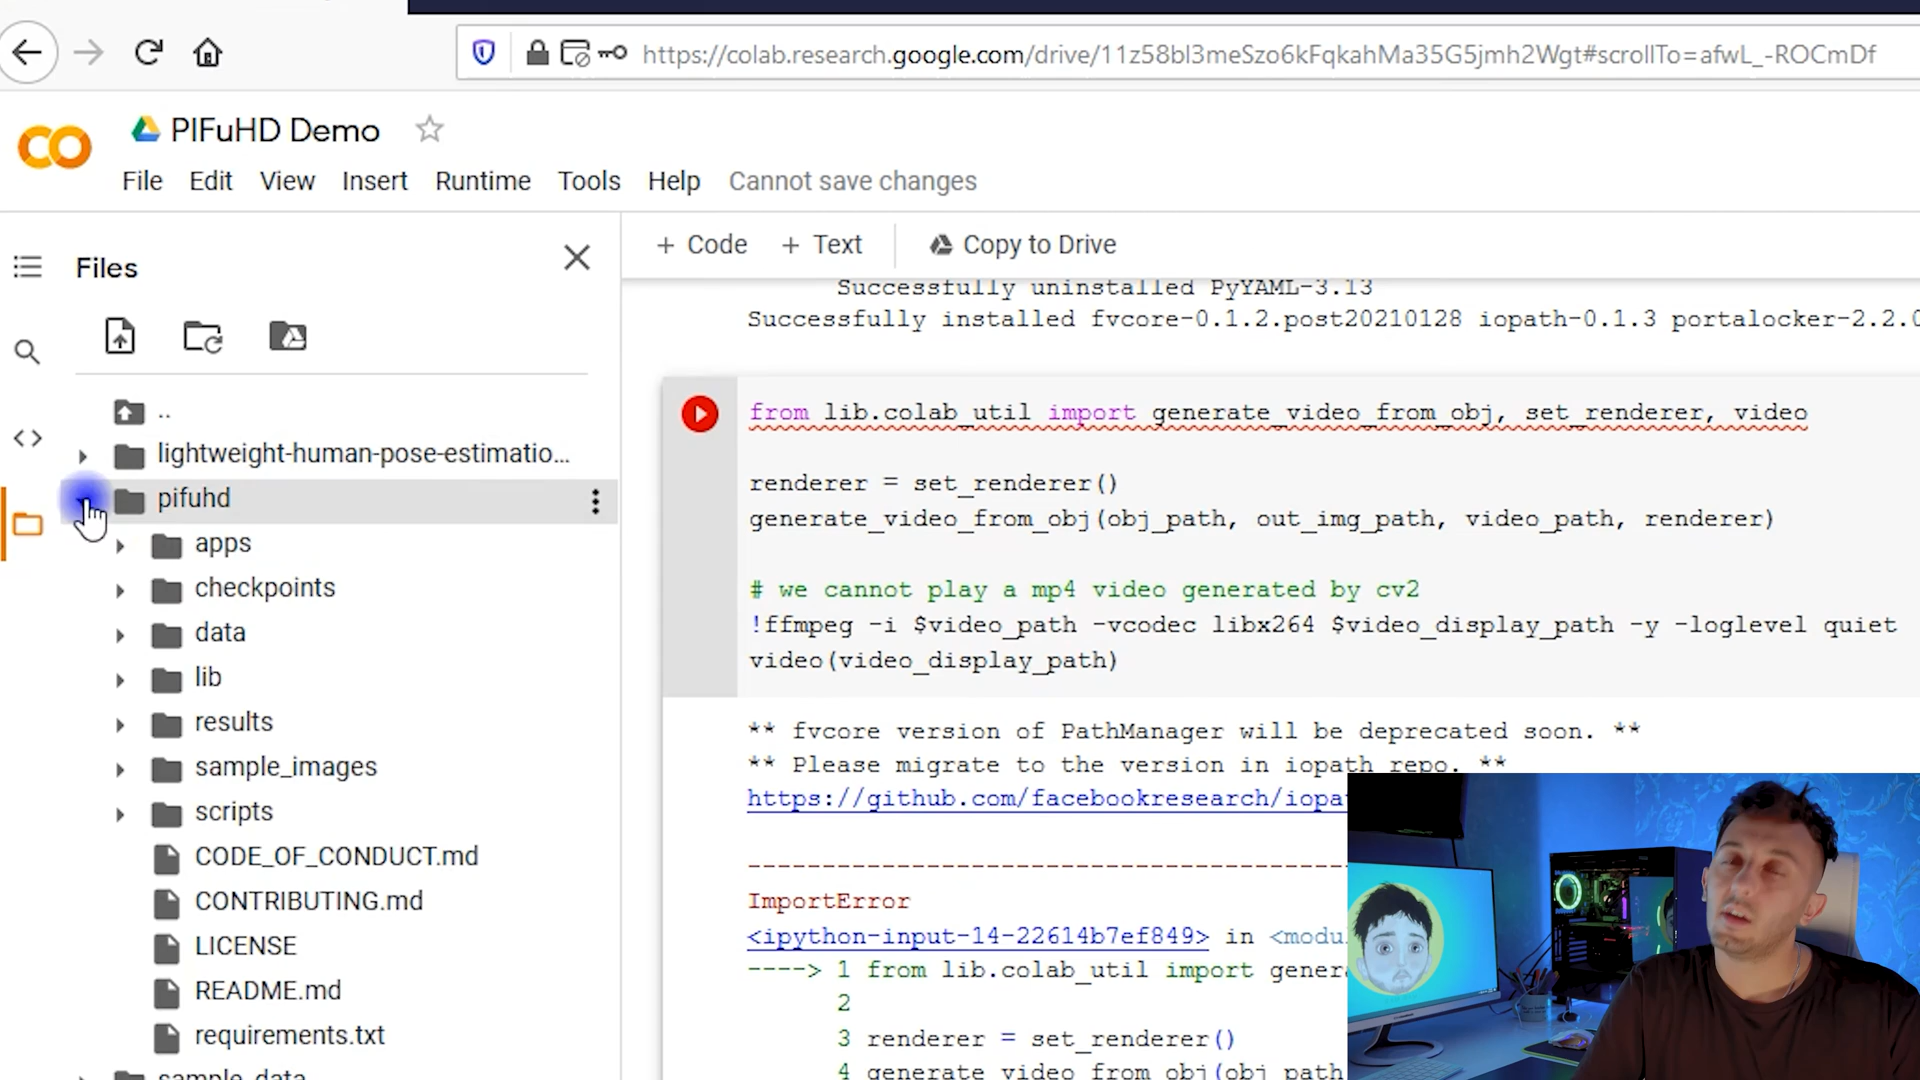 https://colab.research.google.com/drive/11z58bl3meSzo6kFqkahMa35G5jmh2Wgt#scrollTo=afwL_-ROCmDf
PIFuHD Demo
File Edit View Insert Runtime Tools Help Cannot save changes
Files
+ Code + Text Copy to Drive
Successfully uninstalled PyYAML-3.13
Successfully installed fvcore-0.1.2.post20210128 iopath-0.1.3 portalocker-2.2.0
..
lightweight-human-pose-estimatio...
pifuhd
apps
checkpoints
data
lib
results
sample_images
scripts
CODE_OF_CONDUCT.md
CONTRIBUTING.md
LICENSE
README.md
requirements.txt
sample_data
from lib.colab_util import generate_video_from_obj, set_renderer, video
renderer = set_renderer()
generate_video_from_obj(obj_path, out_img_path, video_path, renderer)
# we cannot play a mp4 video generated by cv2
!ffmpeg -i $video_path -vcodec libx264 $video_display_path -y -loglevel quiet
video(video_display_path)
** fvcore version of PathManager will be deprecated soon. **
** Please migrate to the version in iopath repo. **
https://github.com/facebookresearch/iopa
------------------------------------------
ImportError
<ipython-input-14-22614b7ef849> in <modu
----> 1 from lib.colab_util import gener
2
3 renderer = set_renderer()
4 generate_video_from_obj(obj_path